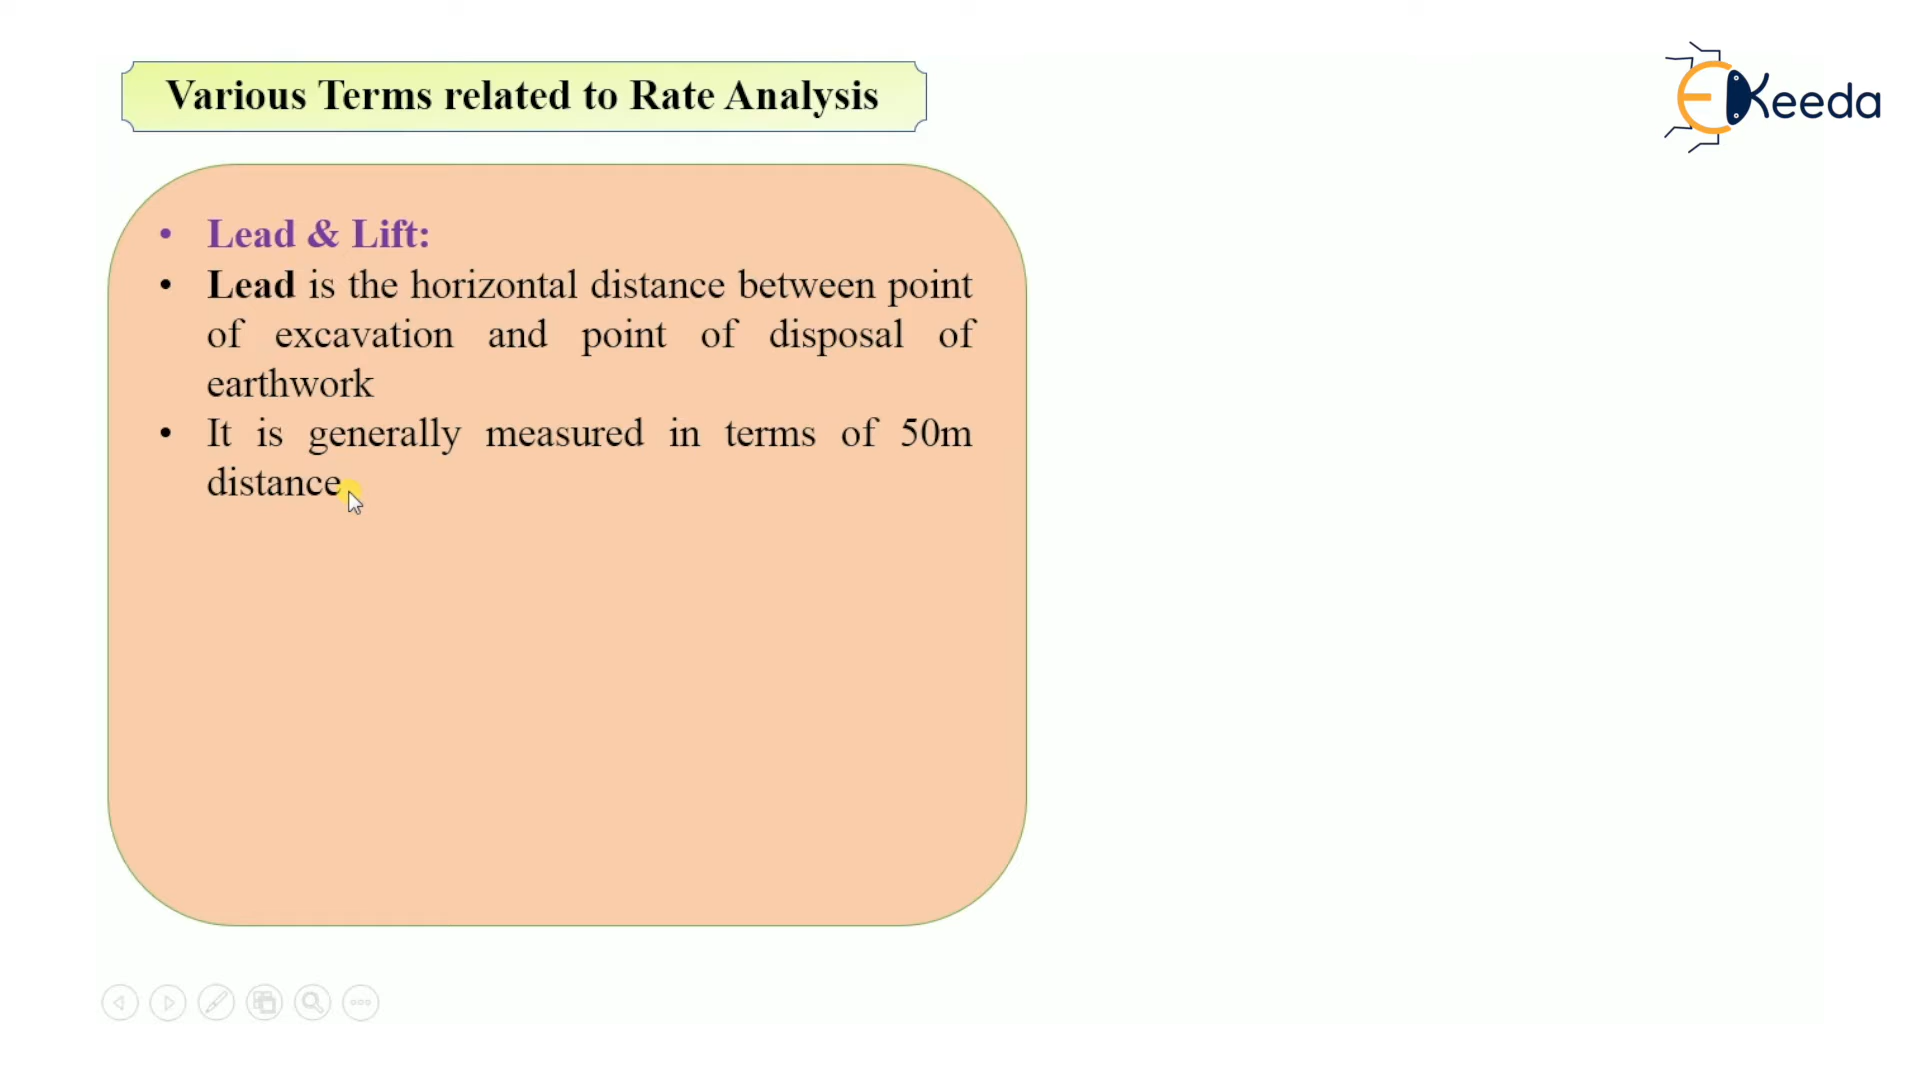 Various Terms related to Rate Analysis
EKeeda
• Lead & Lift:
• Lead is the horizontal distance between point
of excavation and point of disposal of
earthwork
• It is generally measured in terms of 50m
distance